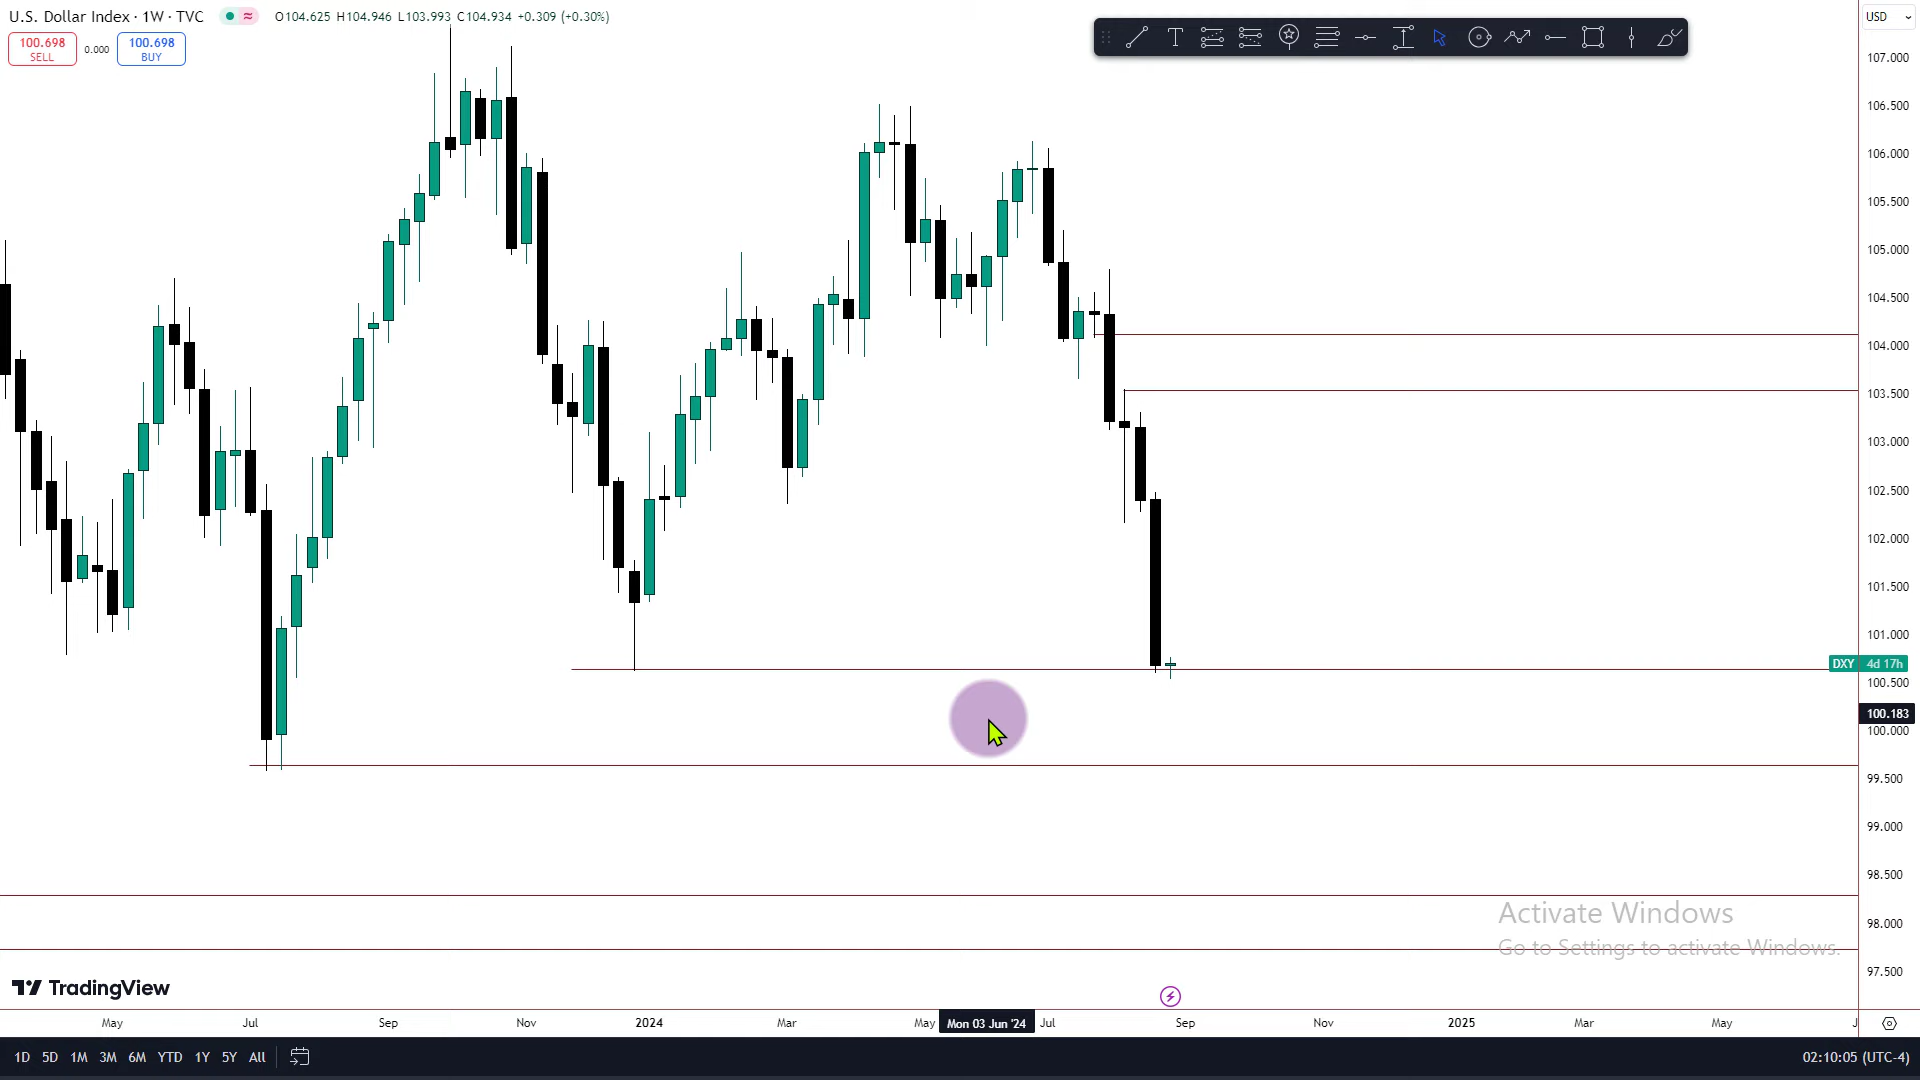 U.S. Dollar Index · 1W · TVC
O104.625 H104.946 L103.993 C104.934 +0.309 (+0.30%)
100.698
SELL
0.000
100.698
BUY
USD
107.000
106.500
106.000
105.500
105.000
104.500
104.000
103.500
103.000
102.500
102.000
101.500
101.000
DXY 4d 17h
100.500
100.183
100.000
99.500
99.000
98.500
98.000
97.500
Activate Windows
Go to Settings to activate Windows.
TradingView
May Jul Sep Nov 2024 Mar May Mon 03 Jun '24 Jul Sep Nov 2025 Mar May J
1D 5D 1M 3M 6M YTD 1Y 5Y All
02:10:05 (UTC-4)